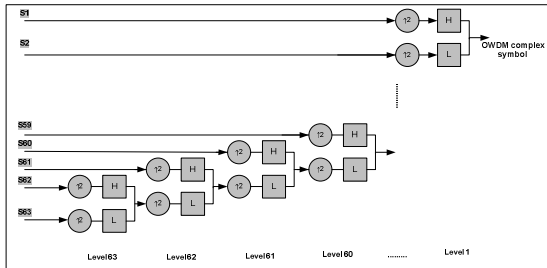 S1
↑2
H
OWDM complex
symbol
S2
↑2
L
S59
↑2
H
S60
↑2
H
S61
↑2
H
↑2
L
S62
↑2
H
↑2
L
↑2
L
S63
↑2
L
Level63
Level62
Level61
Level60
.........
Level1